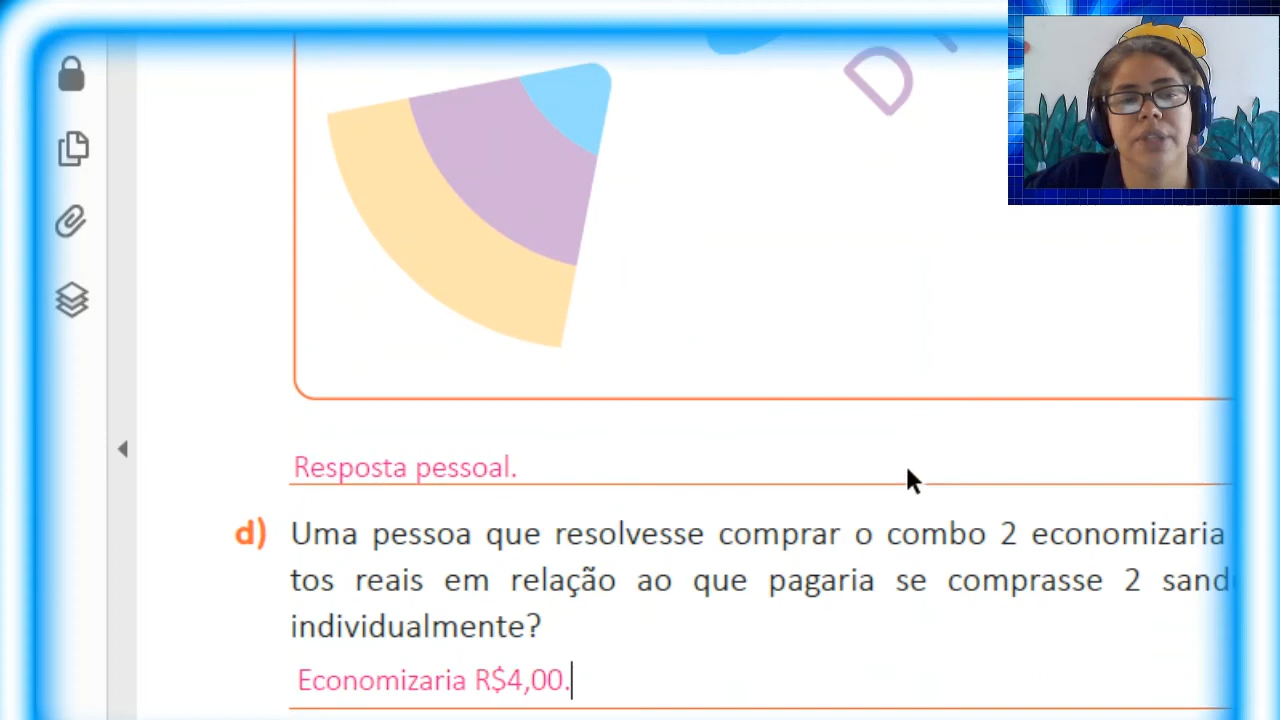 Resposta pessoal.
d) Uma pessoa que resolvesse comprar o combo 2 economizaria
tos reais em relação ao que pagaria se comprasse 2
individualmente?
Economizaria R$4,00.